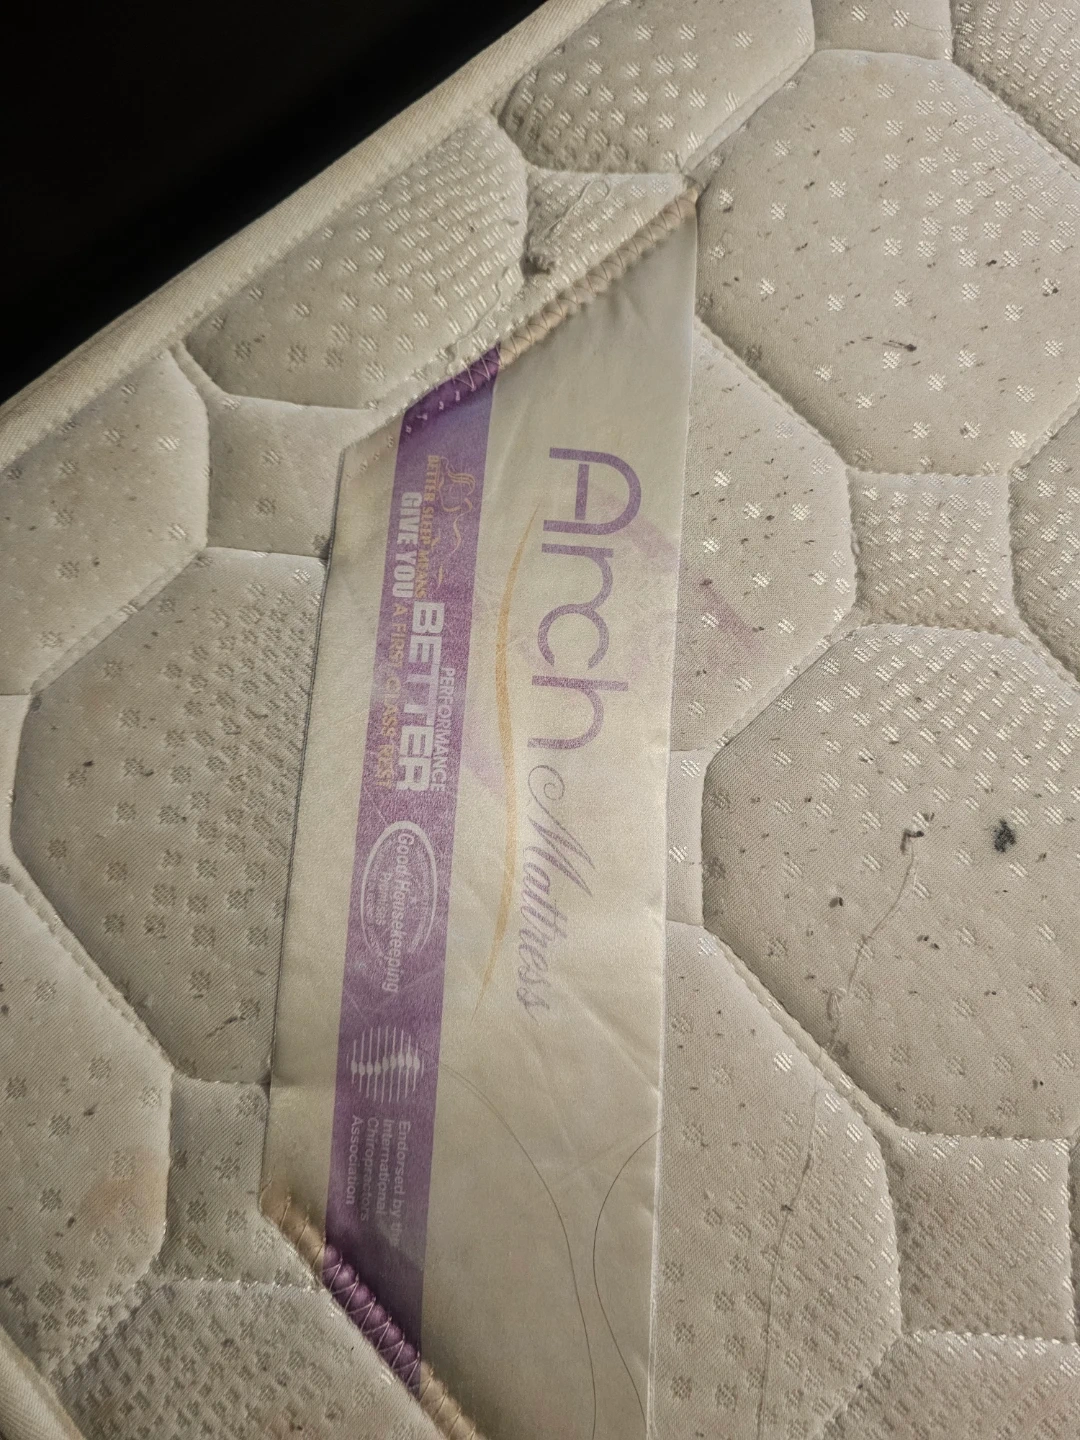 Arch
Mattress
BETTER SLEEP MEANS
PERFORMANCE
BETTER
GIVE YOU A FIRST CLASS REST
Good Housekeeping
Promises
Endorsed by the
International
Chiropractors
Association